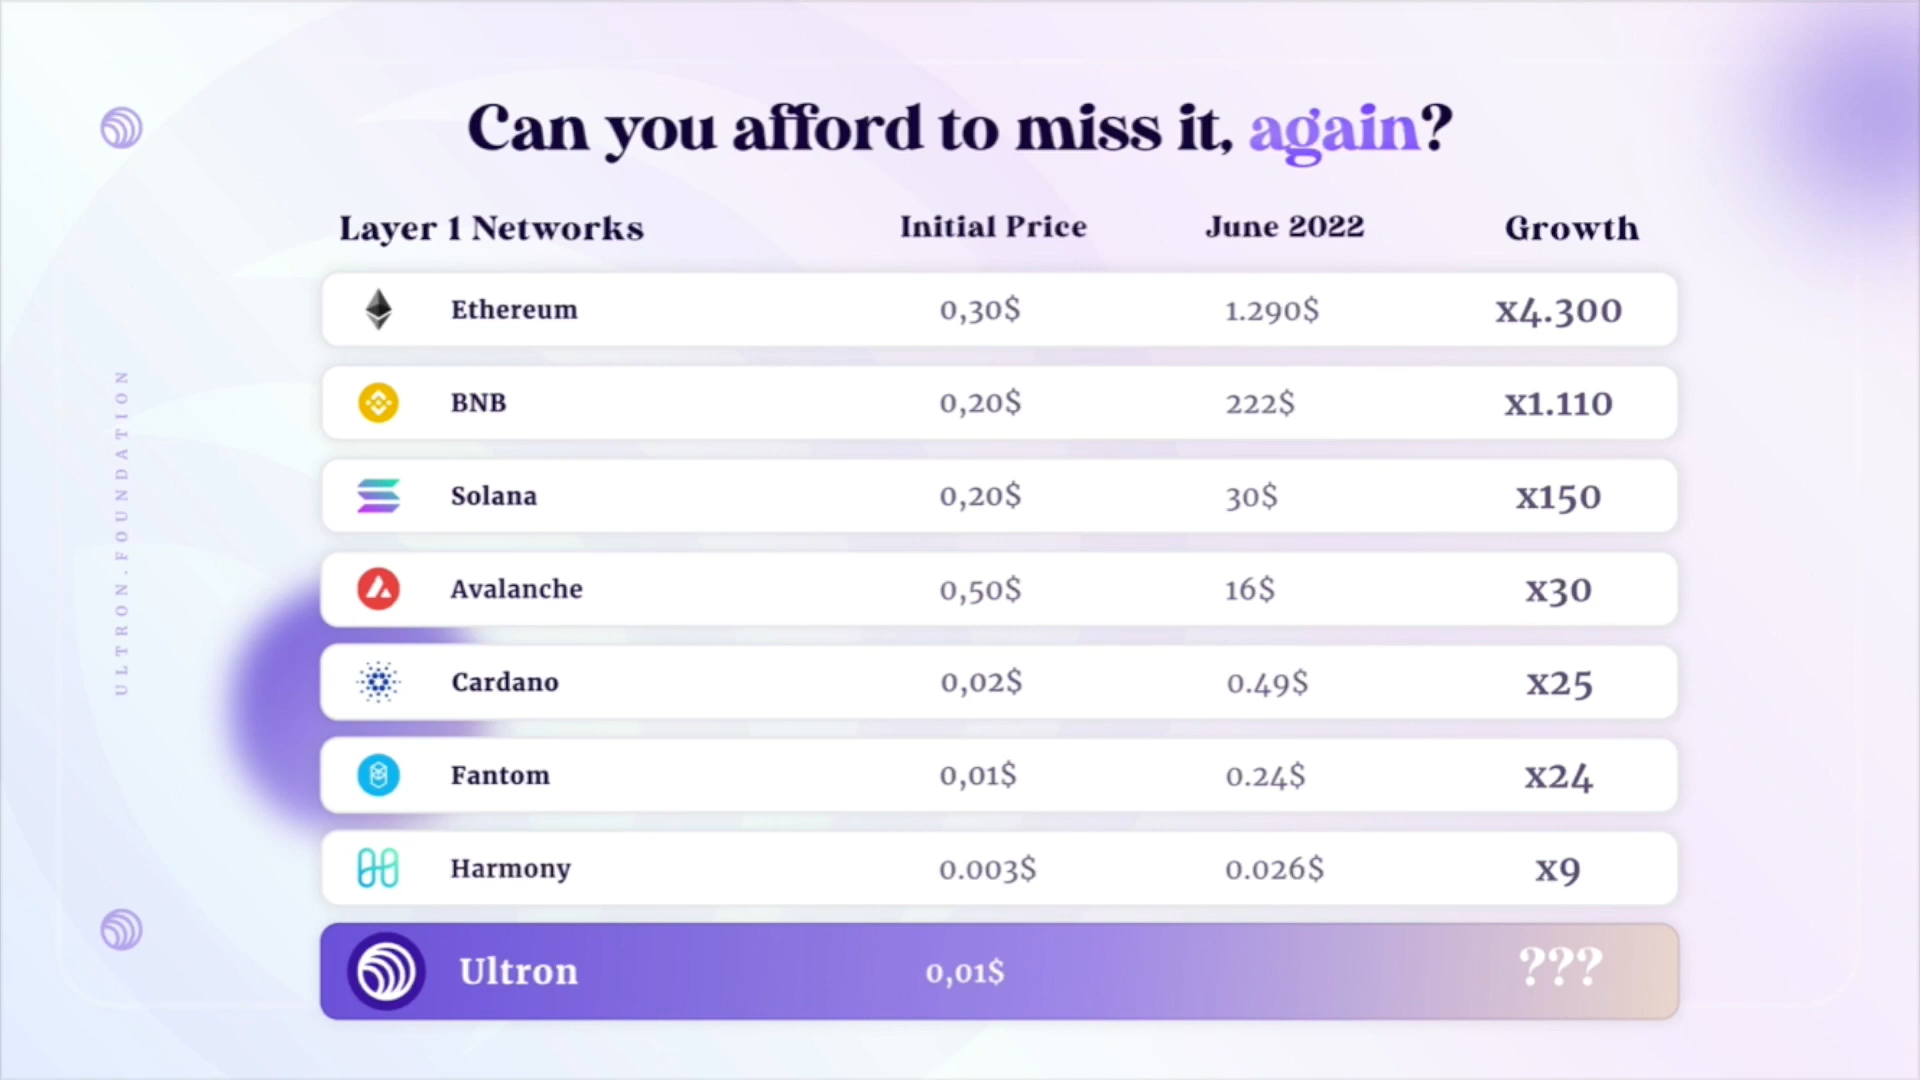 Can you afford to miss it, again?
Layer 1 Networks Initial Price June 2022 Growth
Ethereum 0,30$ 1.290$ x4.300
BNB 0,20$ 222$ x1.110
Solana 0,20$ 30$ x150
Avalanche 0,50$ 16$ x30
Cardano 0,02$ 0.49$ x25
Fantom 0,01$ 0.24$ x24
Harmony 0.003$ 0.026$ x9
Ultron 0,01$ ???
ULTRON.FOUNDATION